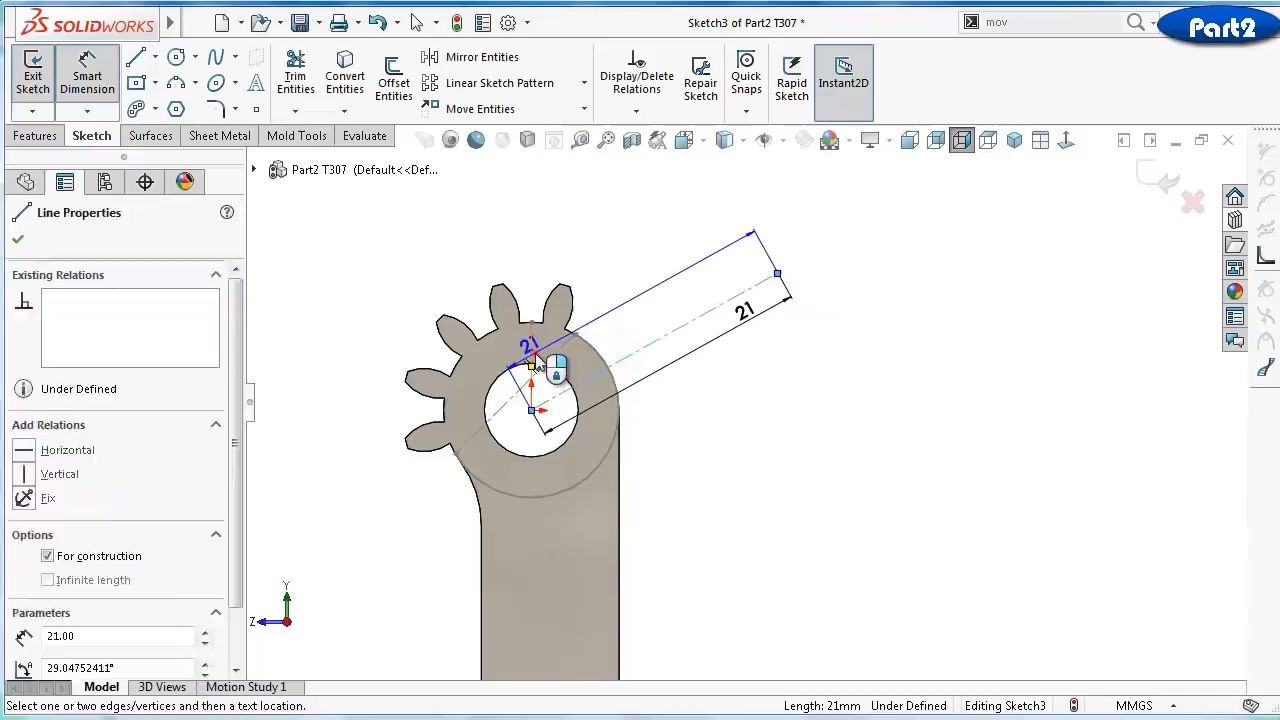 SOLIDWORKS
Sketch3 of Part2 T307 *
mov
Part2
Exit Sketch
Smart Dimension
Trim Entities
Convert Entities
Offset Entities
Mirror Entities
Linear Sketch Pattern
Move Entities
Display/Delete Relations
Repair Sketch
Quick Snaps
Rapid Sketch
Instant2D
Features
Sketch
Surfaces
Sheet Metal
Mold Tools
Evaluate
Part2 T307 (Default<<Def...
Line Properties
Existing Relations
Under Defined
Add Relations
Horizontal
Vertical
Fix
Options
For construction
Infinite length
Parameters
21.00
29.04752411°
21
21
Y
Z
Model
3D Views
Motion Study 1
Select one or two edges/vertices and then a text location.
Length: 21mm
Under Defined
Editing Sketch3
MMGS